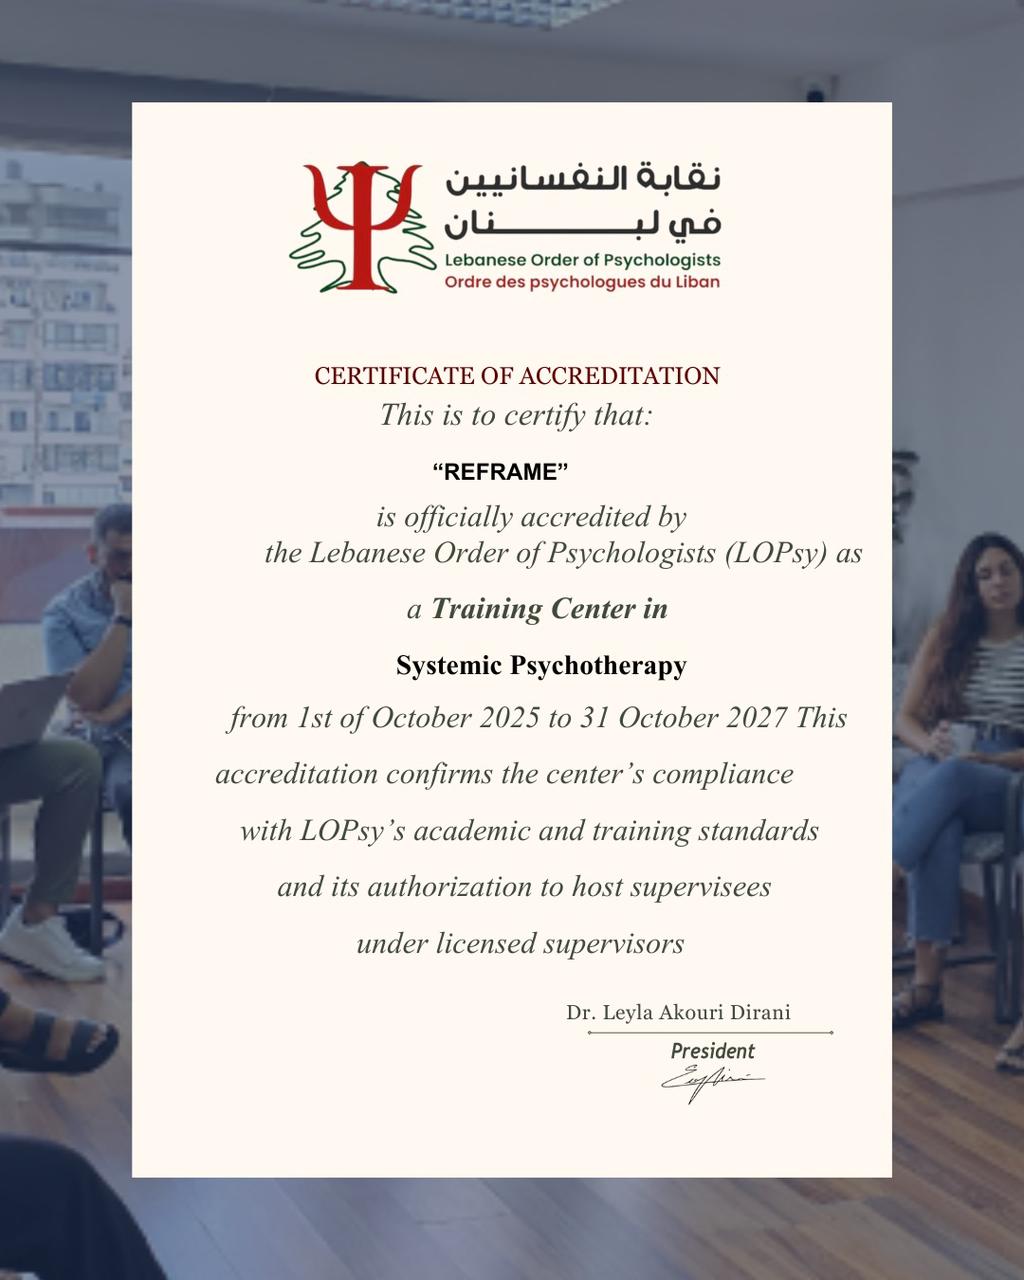 نقابة النفسانيين
في لبـــــــنان
Lebanese Order of Psychologists
Ordre des psychologues du Liban
CERTIFICATE OF ACCREDITATION
This is to certify that:
“REFRAME”
is officially accredited by
the Lebanese Order of Psychologists (LOPsy) as
a Training Center in
Systemic Psychotherapy
from 1st of October 2025 to 31 October 2027 This
accreditation confirms the center’s compliance
with LOPsy’s academic and training standards
and its authorization to host supervisees
under licensed supervisors
Dr. Leyla Akouri Dirani
President